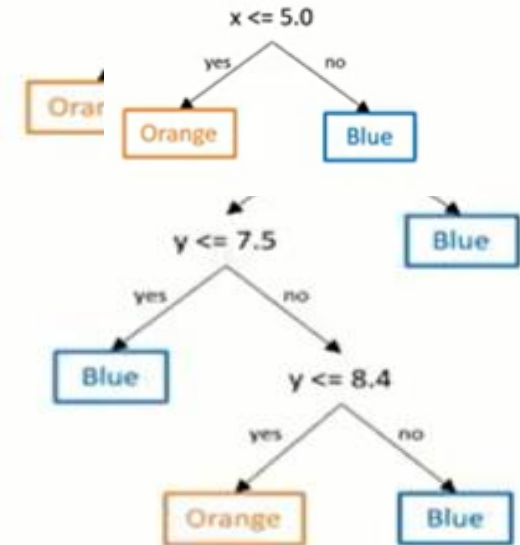 x <= 5.0
yes no
Orange Blue
Blue
y <= 7.5
yes no
Blue
y <= 8.4
yes no
Orange Blue